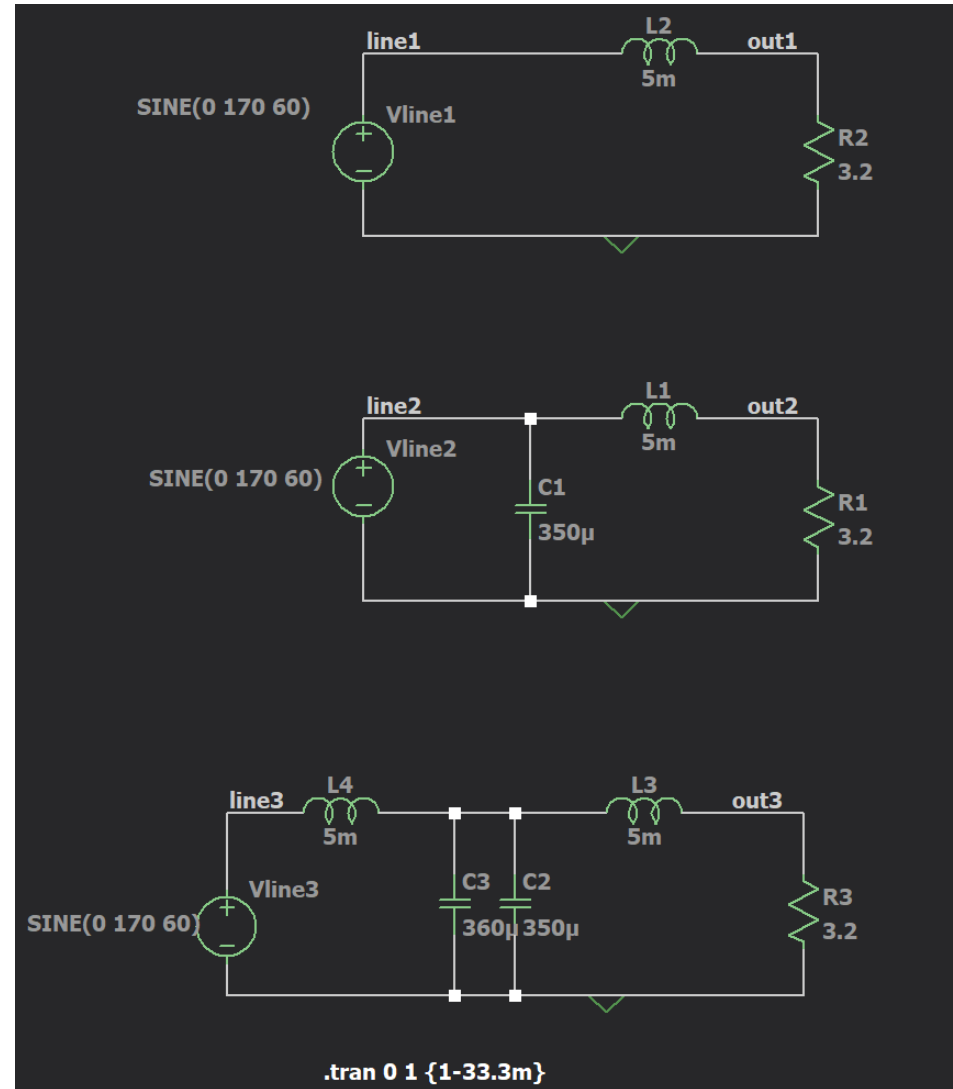 L2
line1
out1
5m
SINE(0 170 60)
Vline1
+
−
R2
3.2
L1
line2
out2
5m
Vline2
SINE(0 170 60)
+
−
C1
350µ
R1
3.2
L4
L3
line3
out3
5m
5m
Vline3
SINE(0 170 60)
+
−
C3
C2
360µ
350µ
R3
3.2
.tran 0 1 {1-33.3m}